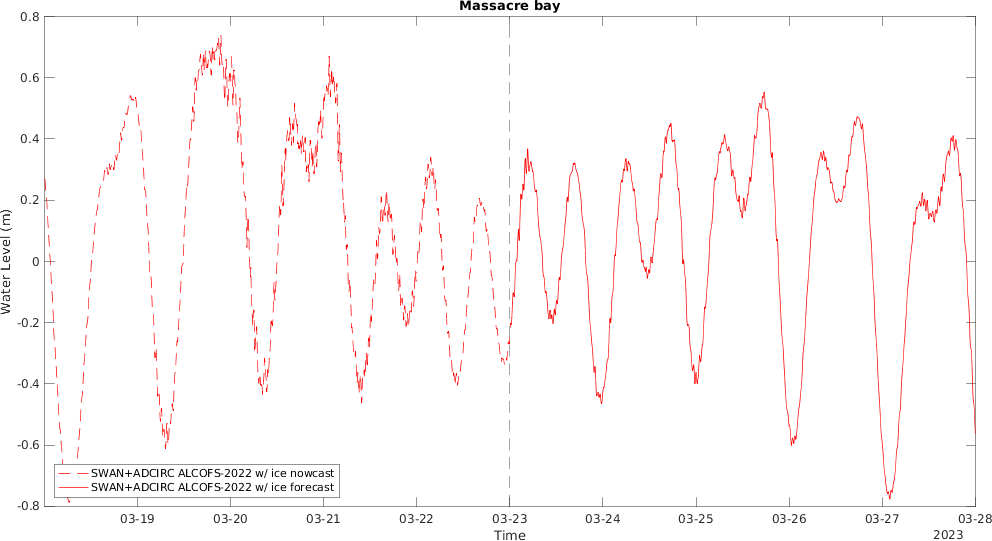 Massacre bay
Water Level (m)
0.8
0.6
0.4
0.2
0
-0.2
-0.4
-0.6
-0.8
SWAN+ADCIRC ALCOFS-2022 w/ ice nowcast
SWAN+ADCIRC ALCOFS-2022 w/ ice forecast
03-19 03-20 03-21 03-22 03-23 03-24 03-25 03-26 03-27 03-28
Time
2023